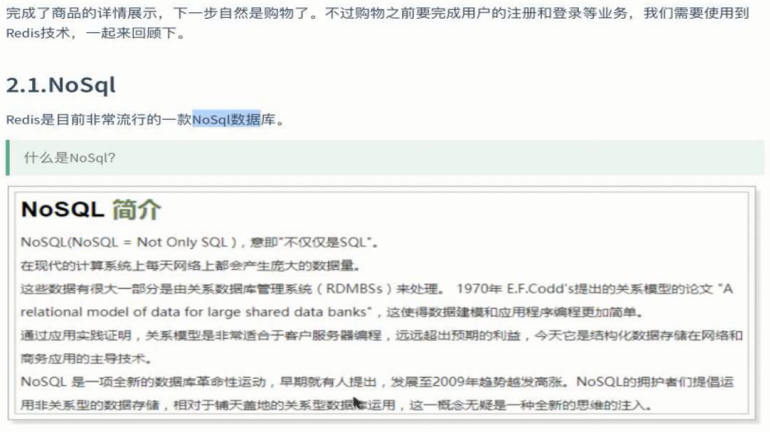 完成了商品的详情展示，下一步自然是购物了。不过购物之前要完成用户的注册和登录等业务，我们需要使用到
Redis技术，一起来回顾下。
2.1.NoSql
Redis是目前非常流行的一款NoSql数据库。
什么是NoSql?
NoSQL 简介
NoSQL(NoSQL = Not Only SQL )，意即"不仅仅是SQL"。
在现代的计算系统上每天网络上都会产生庞大的数据量。
这些数据有很大一部分是由关系数据库管理系统（RDMBSs）来处理。 1970年 E.F.Codd's提出的关系模型的论文 "A
relational model of data for large shared data banks"，这使得数据建模和应用程序编程更加简单。
通过应用实践证明，关系模型是非常适合于客户服务器编程，远远超出预期的利益，今天它是结构化数据存储在网络和
商务应用的主导技术。
NoSQL 是一项全新的数据库革命性运动，早期就有人提出，发展至2009年趋势越发高涨。NoSQL的拥护者们提倡运
用非关系型的数据存储，相对于铺天盖地的关系型数据库运用，这一概念无疑是一种全新的思维的注入。